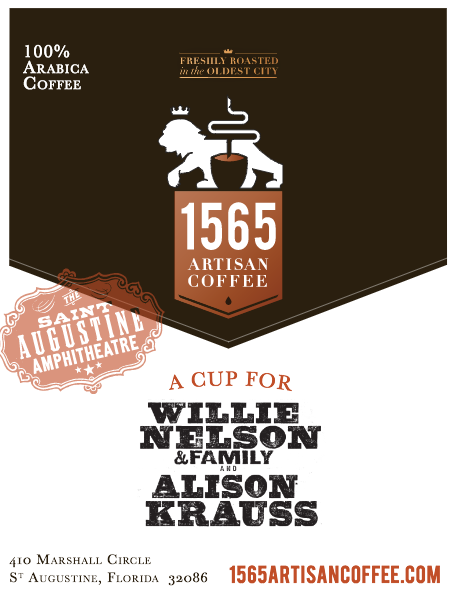 100%
Arabica
Coffee
FRESHLY ROASTED
in the OLDEST CITY
1565
ARTISAN
COFFEE
THE
SAINT
AUGUSTINE
AMPHITHEATRE
A CUP FOR
WILLIE
NELSON
&FAMILY
AND
ALISON
KRAUSS
410 Marshall Circle
St Augustine, Florida 32086
1565ARTISANCOFFEE.COM